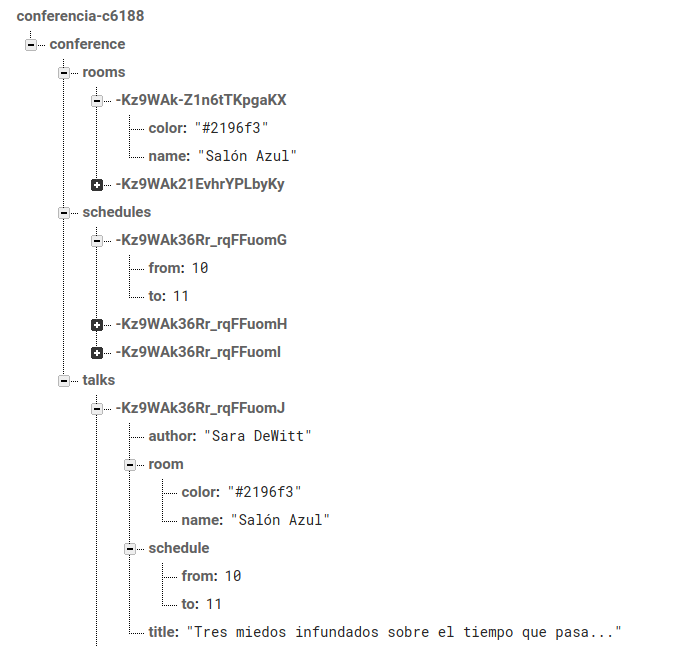 conferencia-c6188
conference
rooms
-Kz9WAk-Z1n6tTKpgaKX
color: "#2196f3"
name: "Salón Azul"
-Kz9WAk21EvhrYPLbyKy
schedules
-Kz9WAk36Rr_rqFFuomG
from: 10
to: 11
-Kz9WAk36Rr_rqFFuomH
-Kz9WAk36Rr_rqFFuomI
talks
-Kz9WAk36Rr_rqFFuomJ
author: "Sara DeWitt"
room
color: "#2196f3"
name: "Salón Azul"
schedule
from: 10
to: 11
title: "Tres miedos infundados sobre el tiempo que pasa..."